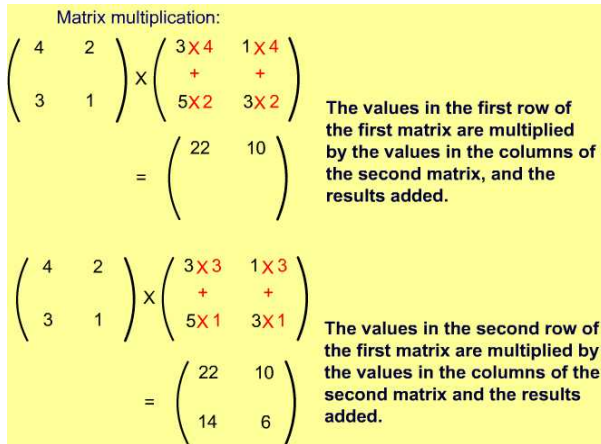 Matrix multiplication:
4 2 3X4 1X4
X + +
3 1 5X2 3X2
The values in the first row of
the first matrix are multiplied
by the values in the columns of
the second matrix, and the
results added.
22 10
=
4 2 3X3 1X3
X + +
3 1 5X1 3X1
The values in the second row of
the first matrix are multiplied by
the values in the columns of the
second matrix and the results
added.
22 10
=
14 6